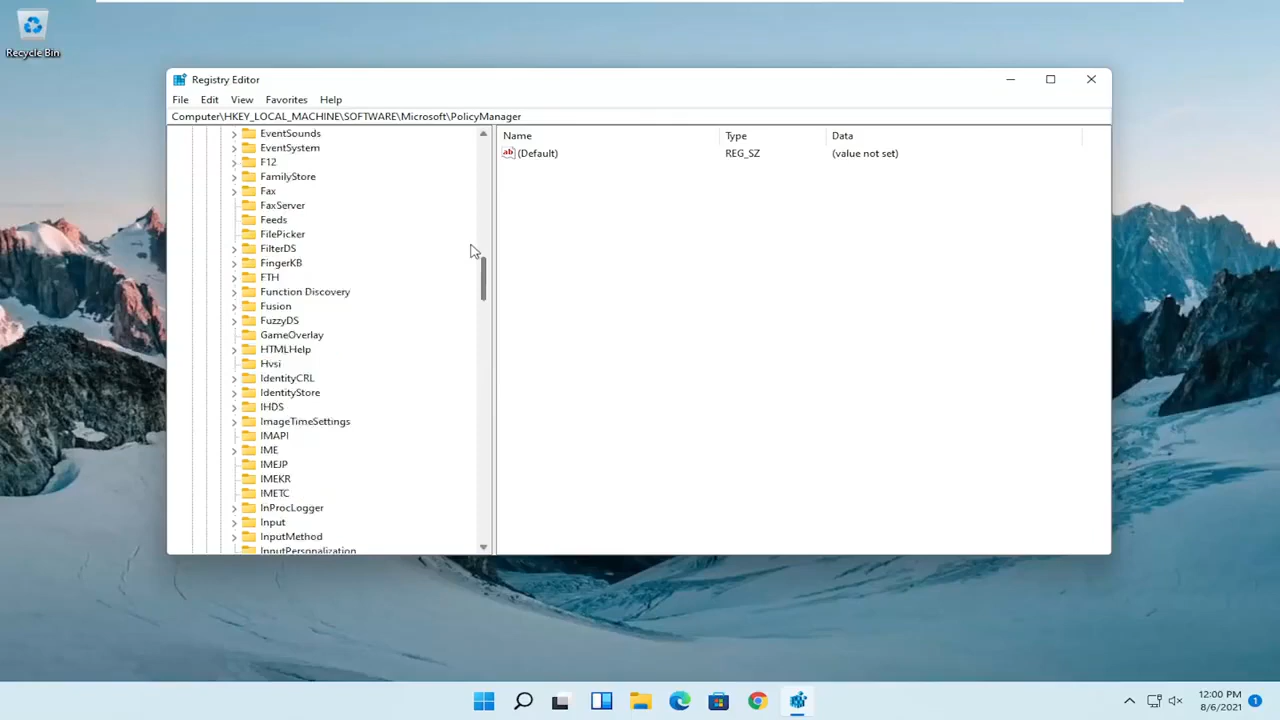 Recycle Bin
Registry Editor
File Edit View Favorites Help
Computer\HKEY_LOCAL_MACHINE\SOFTWARE\Microsoft\PolicyManager
EventSounds
EventSystem
F12
FamilyStore
Fax
FaxServer
Feeds
FilePicker
FilterDS
FingerKB
FTH
Function Discovery
Fusion
FuzzyDS
GameOverlay
HTMLHelp
Hvsi
IdentityCRL
IdentityStore
IHDS
ImageTimeSettings
IMAPI
IME
IMEJP
IMEKR
IMETC
InProcLogger
Input
InputMethod
InputPersonalization
Name Type Data
ab (Default) REG_SZ (value not set)
12:00 PM
8/6/2021
1